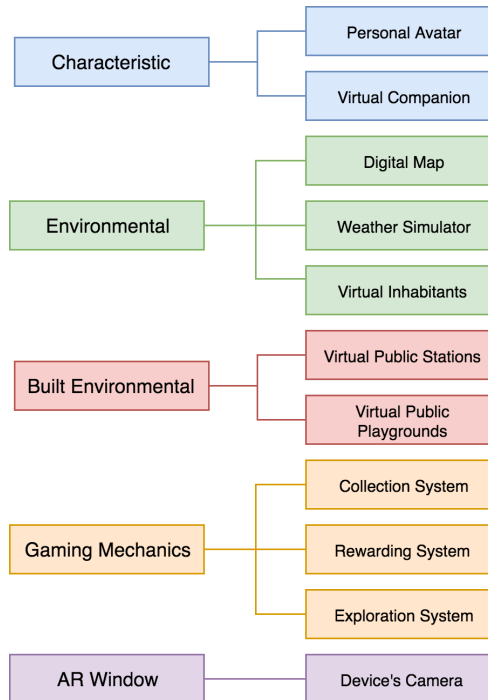 Characteristic
Personal Avatar
Virtual Companion
Environmental
Digital Map
Weather Simulator
Virtual Inhabitants
Built Environmental
Virtual Public Stations
Virtual Public
Playgrounds
Gaming Mechanics
Collection System
Rewarding System
Exploration System
AR Window
Device's Camera